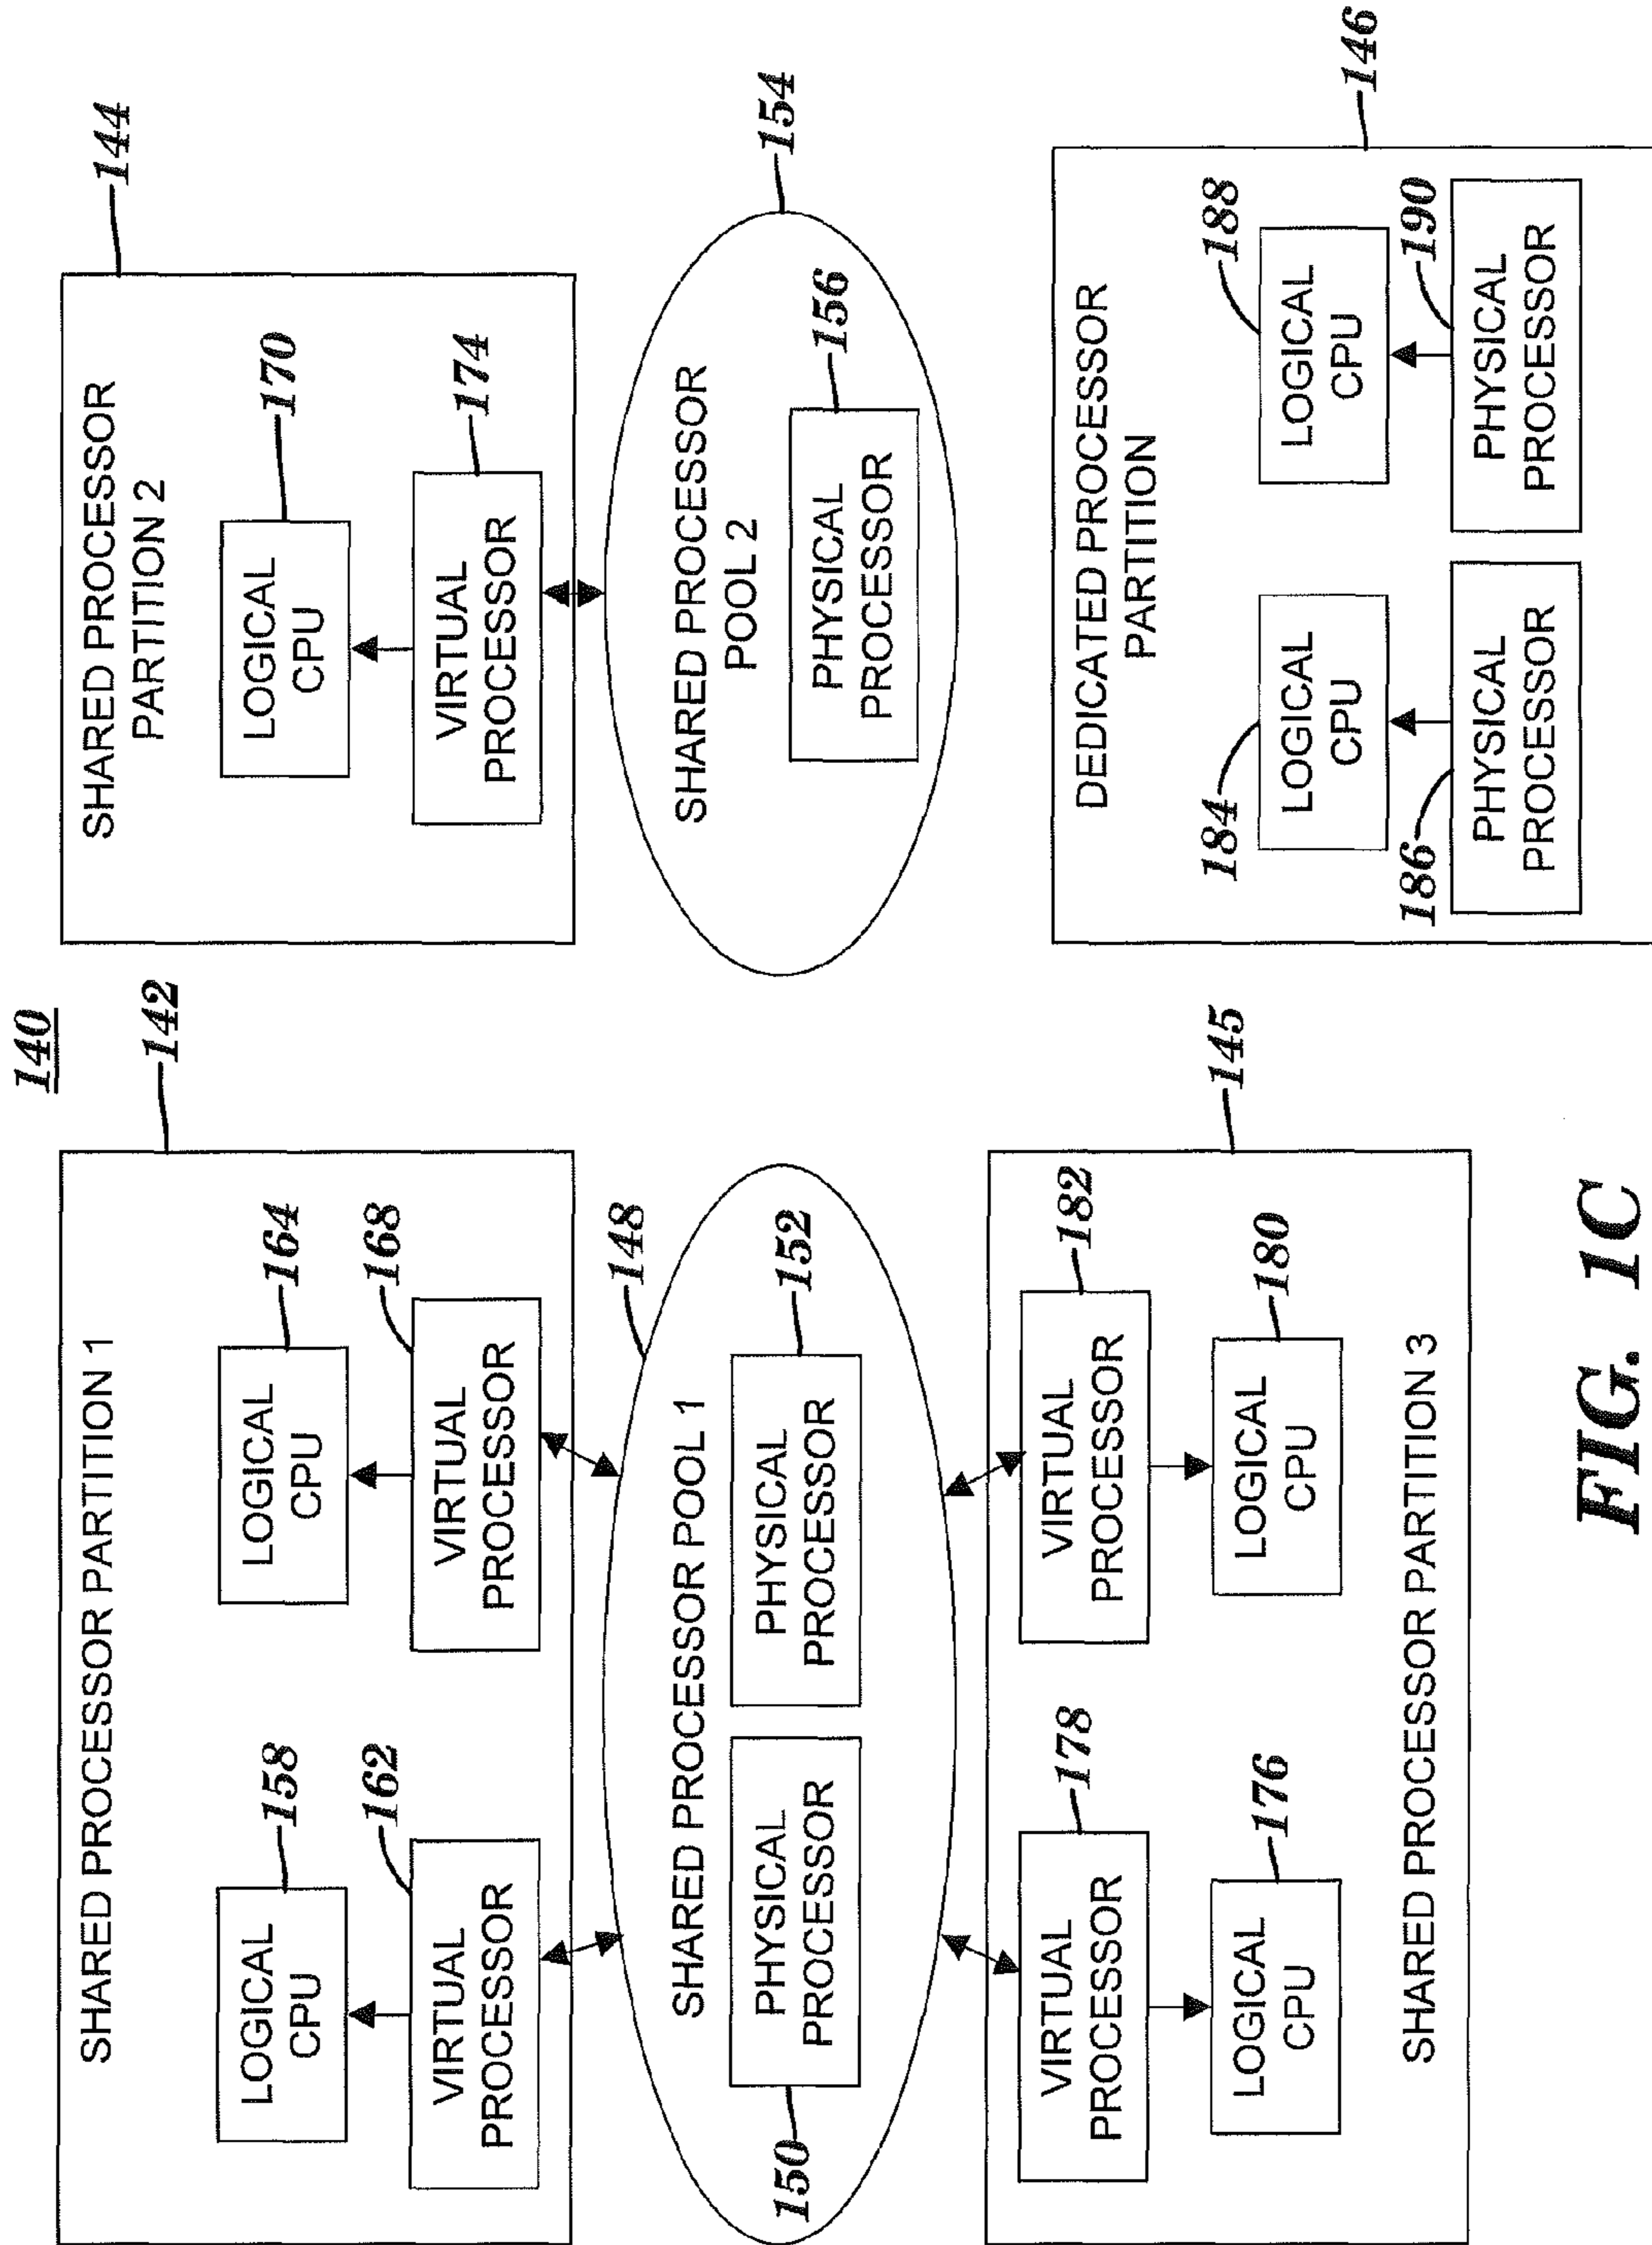 140
SHARED PROCESSOR PARTITION 1
142
LOGICAL
CPU
158
LOGICAL
CPU
164
VIRTUAL
PROCESSOR
162
VIRTUAL
PROCESSOR
168
SHARED PROCESSOR POOL 1
148
PHYSICAL
PROCESSOR
150
PHYSICAL
PROCESSOR
152
VIRTUAL
PROCESSOR
178
VIRTUAL
PROCESSOR
182
LOGICAL
CPU
176
LOGICAL
CPU
180
SHARED PROCESSOR PARTITION 3
145
SHARED PROCESSOR
PARTITION 2
144
LOGICAL
CPU
170
VIRTUAL
PROCESSOR
174
SHARED PROCESSOR
POOL 2
154
PHYSICAL
PROCESSOR
156
DEDICATED PROCESSOR
PARTITION
146
184
LOGICAL
CPU
LOGICAL
CPU
188
186
PHYSICAL
PROCESSOR
PHYSICAL
PROCESSOR
190
FIG. 1C